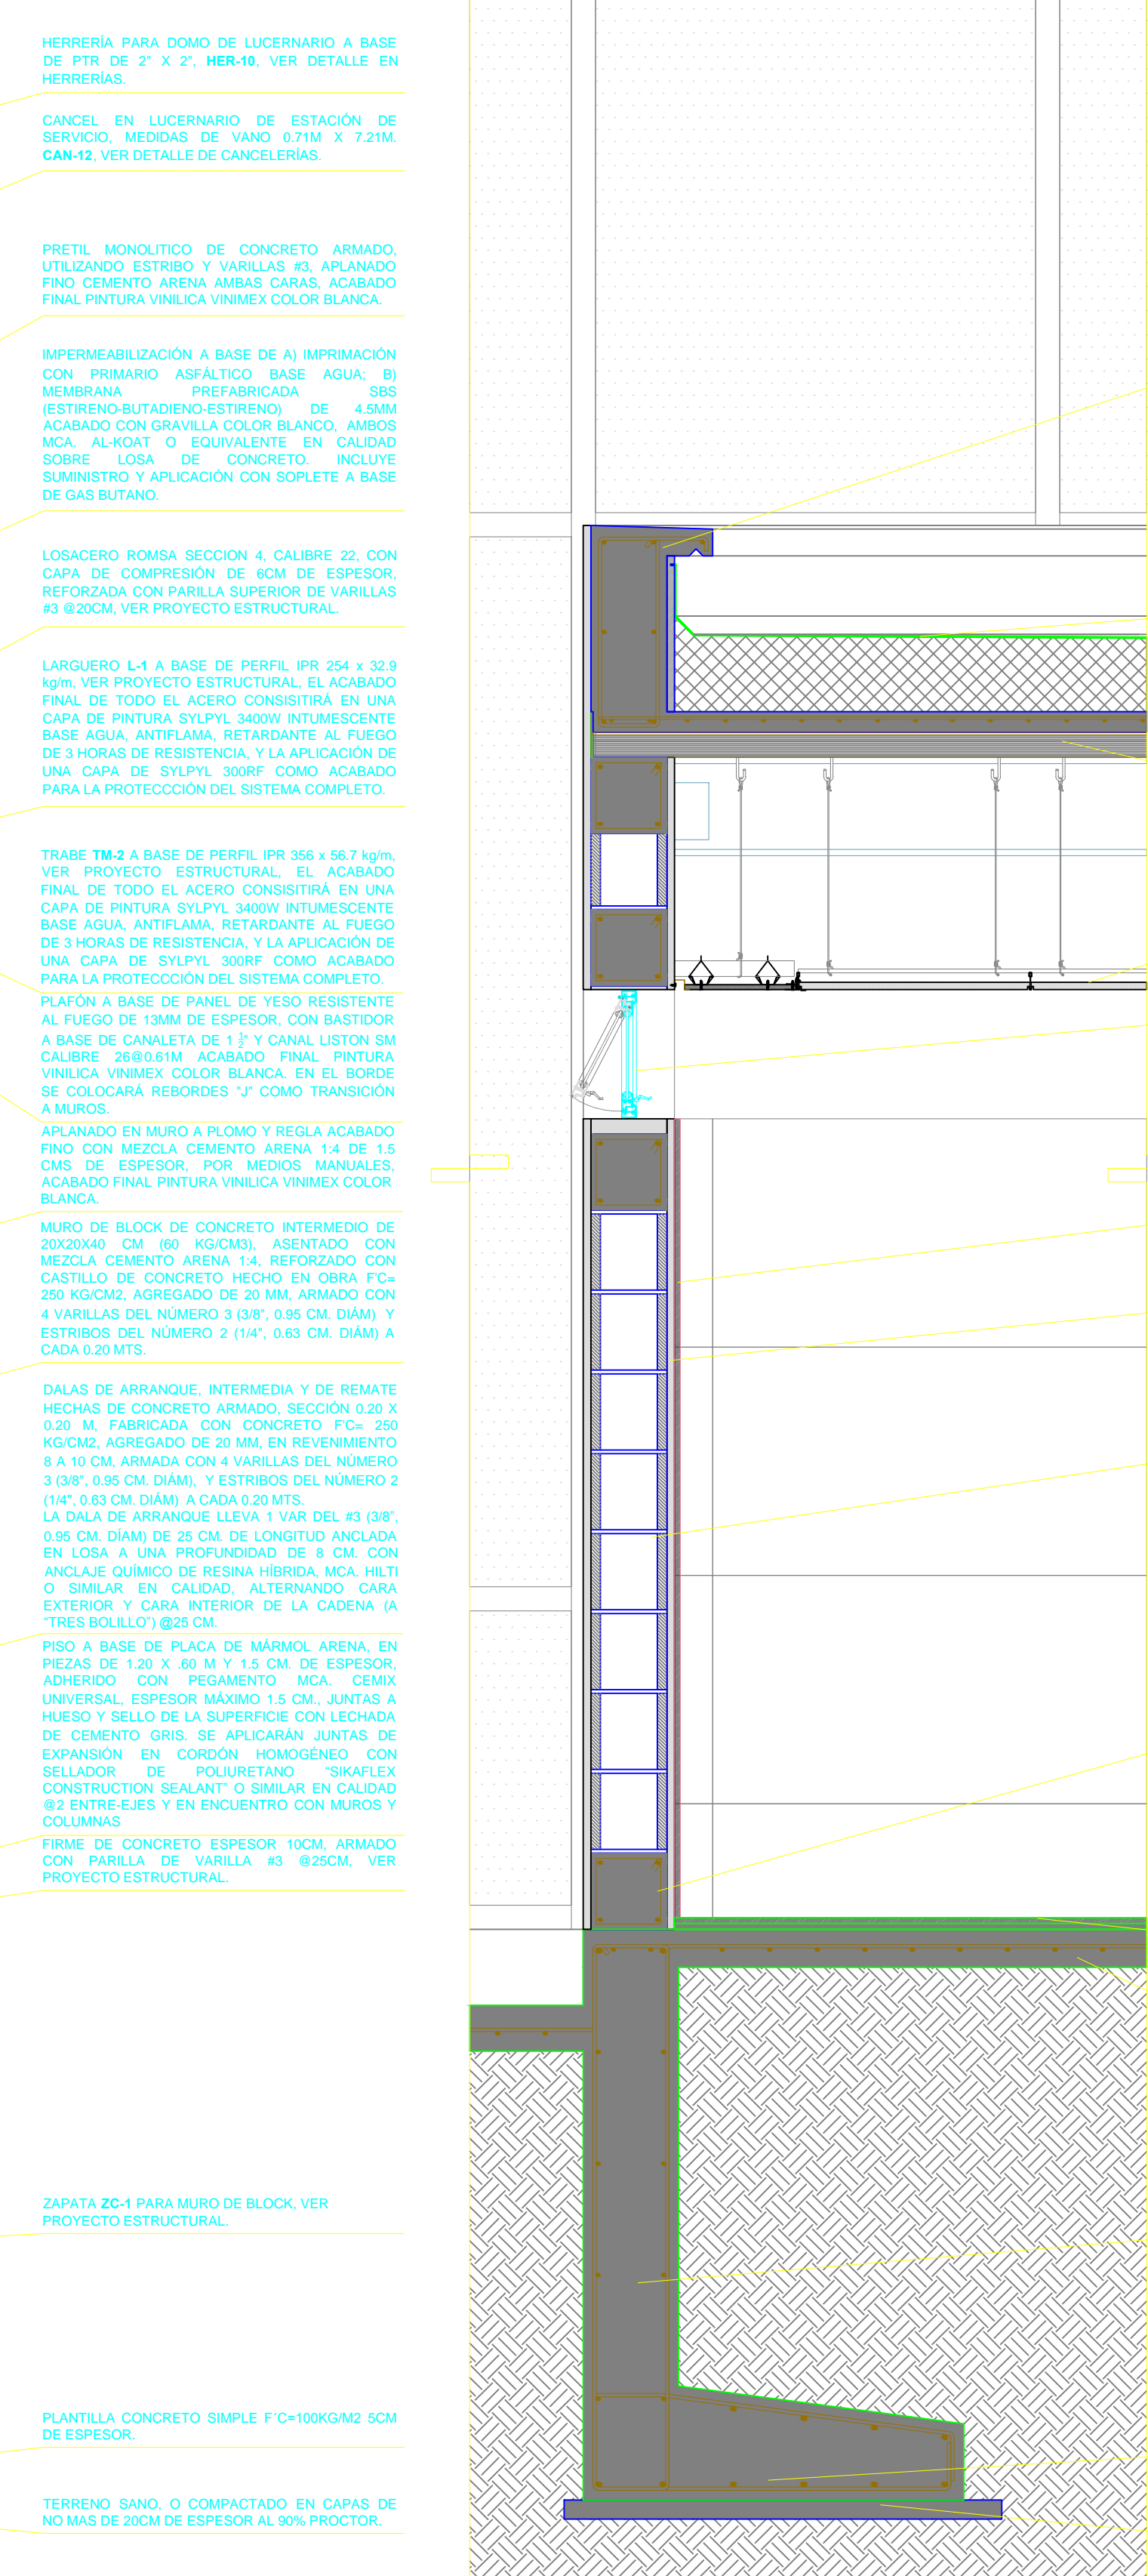 HERRERÍA PARA DOMO DE LUCERNARIO A BASE
DE PTR DE 2" X 2", HER-10, VER DETALLE EN
HERRERÍAS.
CANCEL EN LUCERNARIO DE ESTACIÓN DE
SERVICIO, MEDIDAS DE VANO 0.71M X 7.21M.
CAN-12, VER DETALLE DE CANCELERÍAS.
PRETIL MONOLITICO DE CONCRETO ARMADO,
UTILIZANDO ESTRIBO Y VARILLAS #3, APLANADO
FINO CEMENTO ARENA AMBAS CARAS, ACABADO
FINAL PINTURA VINILICA VINIMEX COLOR BLANCA.
IMPERMEABILIZACIÓN A BASE DE A) IMPRIMACIÓN
CON PRIMARIO ASFÁLTICO BASE AGUA; B)
MEMBRANA PREFABRICADA SBS
(ESTIRENO-BUTADIENO-ESTIRENO) DE 4.5MM
ACABADO CON GRAVILLA COLOR BLANCO, AMBOS
MCA. AL-KOAT O EQUIVALENTE EN CALIDAD
SOBRE LOSA DE CONCRETO. INCLUYE
SUMINISTRO Y APLICACIÓN CON SOPLETE A BASE
DE GAS BUTANO.
LOSACERO ROMSA SECCION 4, CALIBRE 22, CON
CAPA DE COMPRESIÓN DE 6CM DE ESPESOR,
REFORZADA CON PARILLA SUPERIOR DE VARILLAS
#3 @20CM, VER PROYECTO ESTRUCTURAL.
LARGUERO L-1 A BASE DE PERFIL IPR 254 x 32.9
kg/m, VER PROYECTO ESTRUCTURAL, EL ACABADO
FINAL DE TODO EL ACERO CONSISITIRÁ EN UNA
CAPA DE PINTURA SYLPYL 3400W INTUMESCENTE
BASE AGUA, ANTIFLAMA, RETARDANTE AL FUEGO
DE 3 HORAS DE RESISTENCIA, Y LA APLICACIÓN DE
UNA CAPA DE SYLPYL 300RF COMO ACABADO
PARA LA PROTECCCIÓN DEL SISTEMA COMPLETO.
TRABE TM-2 A BASE DE PERFIL IPR 356 x 56.7 kg/m,
VER PROYECTO ESTRUCTURAL, EL ACABADO
FINAL DE TODO EL ACERO CONSISITIRÁ EN UNA
CAPA DE PINTURA SYLPYL 3400W INTUMESCENTE
BASE AGUA, ANTIFLAMA, RETARDANTE AL FUEGO
DE 3 HORAS DE RESISTENCIA, Y LA APLICACIÓN DE
UNA CAPA DE SYLPYL 300RF COMO ACABADO
PARA LA PROTECCCIÓN DEL SISTEMA COMPLETO.
PLAFÓN A BASE DE PANEL DE YESO RESISTENTE
AL FUEGO DE 13MM DE ESPESOR, CON BASTIDOR
A BASE DE CANALETA DE 1 ½" Y CANAL LISTON SM
CALIBRE 26@0.61M ACABADO FINAL PINTURA
VINILICA VINIMEX COLOR BLANCA. EN EL BORDE
SE COLOCARÁ REBORDES "J" COMO TRANSICIÓN
A MUROS.
APLANADO EN MURO A PLOMO Y REGLA ACABADO
FINO CON MEZCLA CEMENTO ARENA 1:4 DE 1.5
CMS DE ESPESOR, POR MEDIOS MANUALES,
ACABADO FINAL PINTURA VINILICA VINIMEX COLOR
BLANCA.
MURO DE BLOCK DE CONCRETO INTERMEDIO DE
20X20X40 CM (60 KG/CM3), ASENTADO CON
MEZCLA CEMENTO ARENA 1:4, REFORZADO CON
CASTILLO DE CONCRETO HECHO EN OBRA F'C=
250 KG/CM2, AGREGADO DE 20 MM, ARMADO CON
4 VARILLAS DEL NÚMERO 3 (3/8", 0.95 CM. DIÁM) Y
ESTRIBOS DEL NÚMERO 2 (1/4", 0.63 CM. DIÁM) A
CADA 0.20 MTS.
DALAS DE ARRANQUE, INTERMEDIA Y DE REMATE
HECHAS DE CONCRETO ARMADO, SECCIÓN 0.20 X
0.20 M, FABRICADA CON CONCRETO F'C= 250
KG/CM2, AGREGADO DE 20 MM, EN REVENIMIENTO
8 A 10 CM, ARMADA CON 4 VARILLAS DEL NÚMERO
3 (3/8", 0.95 CM. DIÁM), Y ESTRIBOS DEL NÚMERO 2
(1/4", 0.63 CM. DIÁM) A CADA 0.20 MTS.
LA DALA DE ARRANQUE LLEVA 1 VAR DEL #3 (3/8",
0.95 CM. DÍAM) DE 25 CM. DE LONGITUD ANCLADA
EN LOSA A UNA PROFUNDIDAD DE 8 CM. CON
ANCLAJE QUÍMICO DE RESINA HÍBRIDA, MCA. HILTI
O SIMILAR EN CALIDAD, ALTERNANDO CARA
EXTERIOR Y CARA INTERIOR DE LA CADENA (A
"TRES BOLILLO") @25 CM.
PISO A BASE DE PLACA DE MÁRMOL ARENA, EN
PIEZAS DE 1.20 X .60 M Y 1.5 CM. DE ESPESOR,
ADHERIDO CON PEGAMENTO MCA. CEMIX
UNIVERSAL, ESPESOR MÁXIMO 1.5 CM., JUNTAS A
HUESO Y SELLO DE LA SUPERFICIE CON LECHADA
DE CEMENTO GRIS. SE APLICARÁN JUNTAS DE
EXPANSIÓN EN CORDÓN HOMOGÉNEO CON
SELLADOR DE POLIURETANO "SIKAFLEX
CONSTRUCTION SEALANT" O SIMILAR EN CALIDAD
@2 ENTRE-EJES Y EN ENCUENTRO CON MUROS Y
COLUMNAS
FIRME DE CONCRETO ESPESOR 10CM, ARMADO
CON PARILLA DE VARILLA #3 @25CM, VER
PROYECTO ESTRUCTURAL.
ZAPATA ZC-1 PARA MURO DE BLOCK, VER
PROYECTO ESTRUCTURAL.
PLANTILLA CONCRETO SIMPLE F´C=100KG/M2 5CM
DE ESPESOR.
TERRENO SANO, O COMPACTADO EN CAPAS DE
NO MAS DE 20CM DE ESPESOR AL 90% PROCTOR.